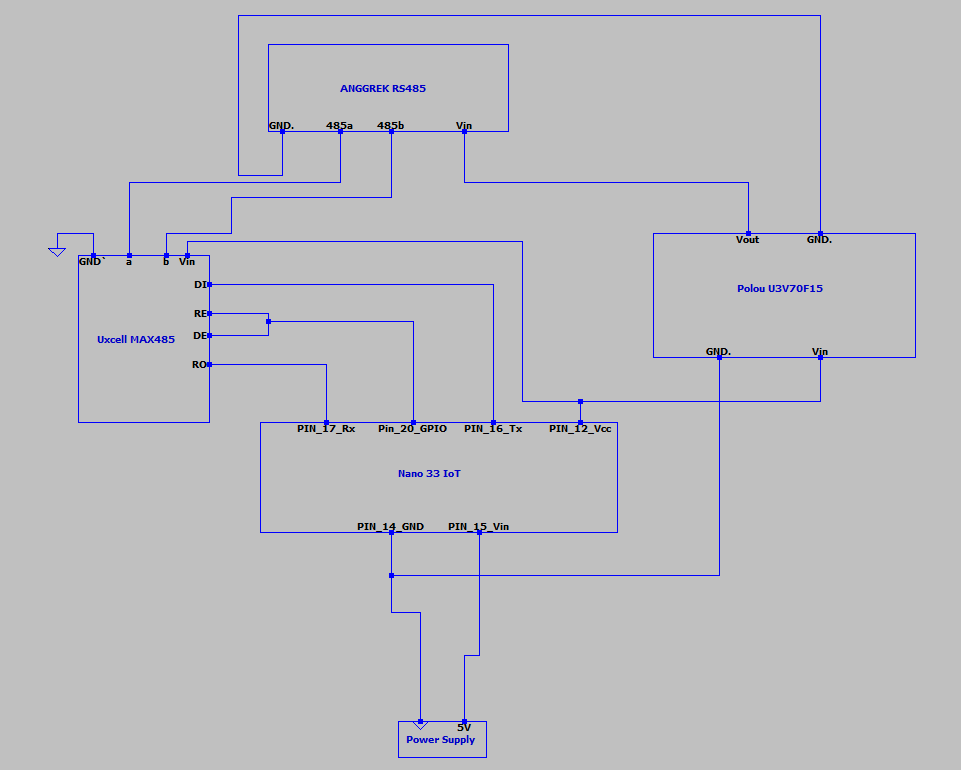 ANGGREK RS485
GND. 485a 485b Vin
Vout GND.
GND` a b Vin
DI
Polou U3V70F15
RE
Uxcell MAX485
DE
GND. Vin
RO
PIN_17_Rx Pin_20_GPIO PIN_16_Tx PIN_12_Vcc
Nano 33 IoT
PIN_14_GND PIN_15_Vin
5V
Power Supply